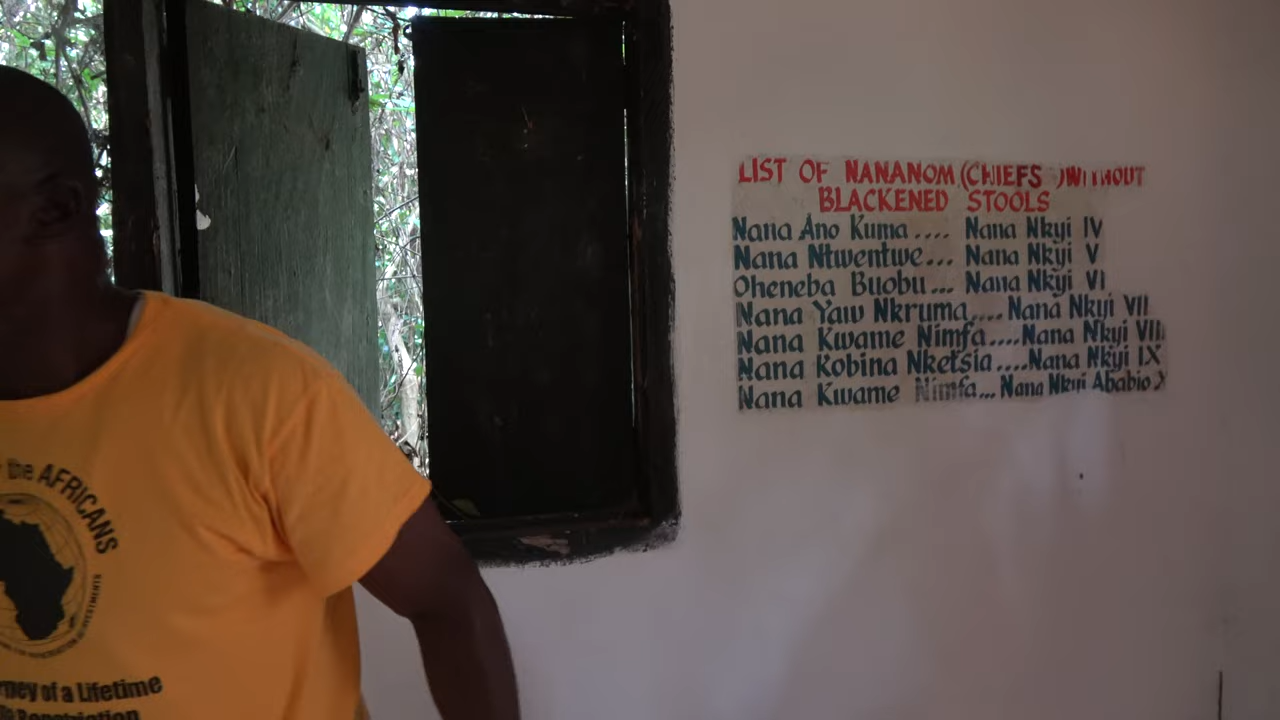 LIST OF NANANOM (CHIEFS ) WITHOUT
BLACKENED STOOLS
Nana Ano Kuma .... Nana Nkyi IV
Nana Ntwentwe... Nana Nkyi V
Oheneba Buobu... Nana Nkyi VI
Nana Yaw Nkruma.... Nana Nkyi VII
Nana Kwame Nimfa.... Nana Nkyi VIII
Nana Kobina Nketsia .....Nana Nkyi IX
Nana Kwame Nimfa... Nana Nkyi Ababio X
the AFRICANS
of a Lifetime